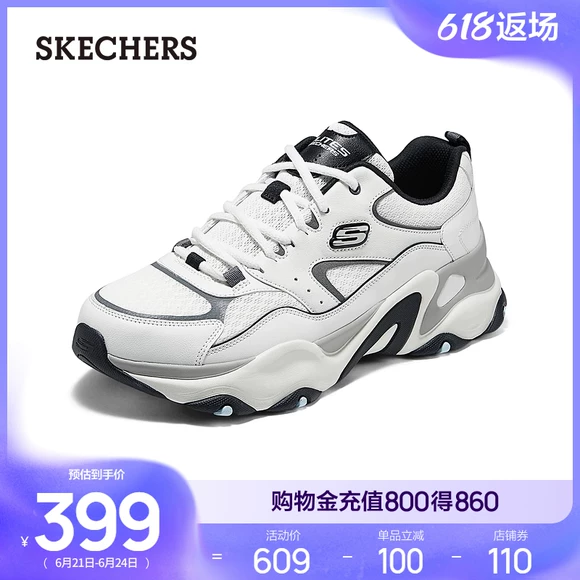 SKECHERS
618返场
LITES
SKECHERS
S
预估到手价
¥399
( 6月21日-6月24日 )
购物金充值800得860
活动价 单品立减 店铺券
= 609 - 100 - 110